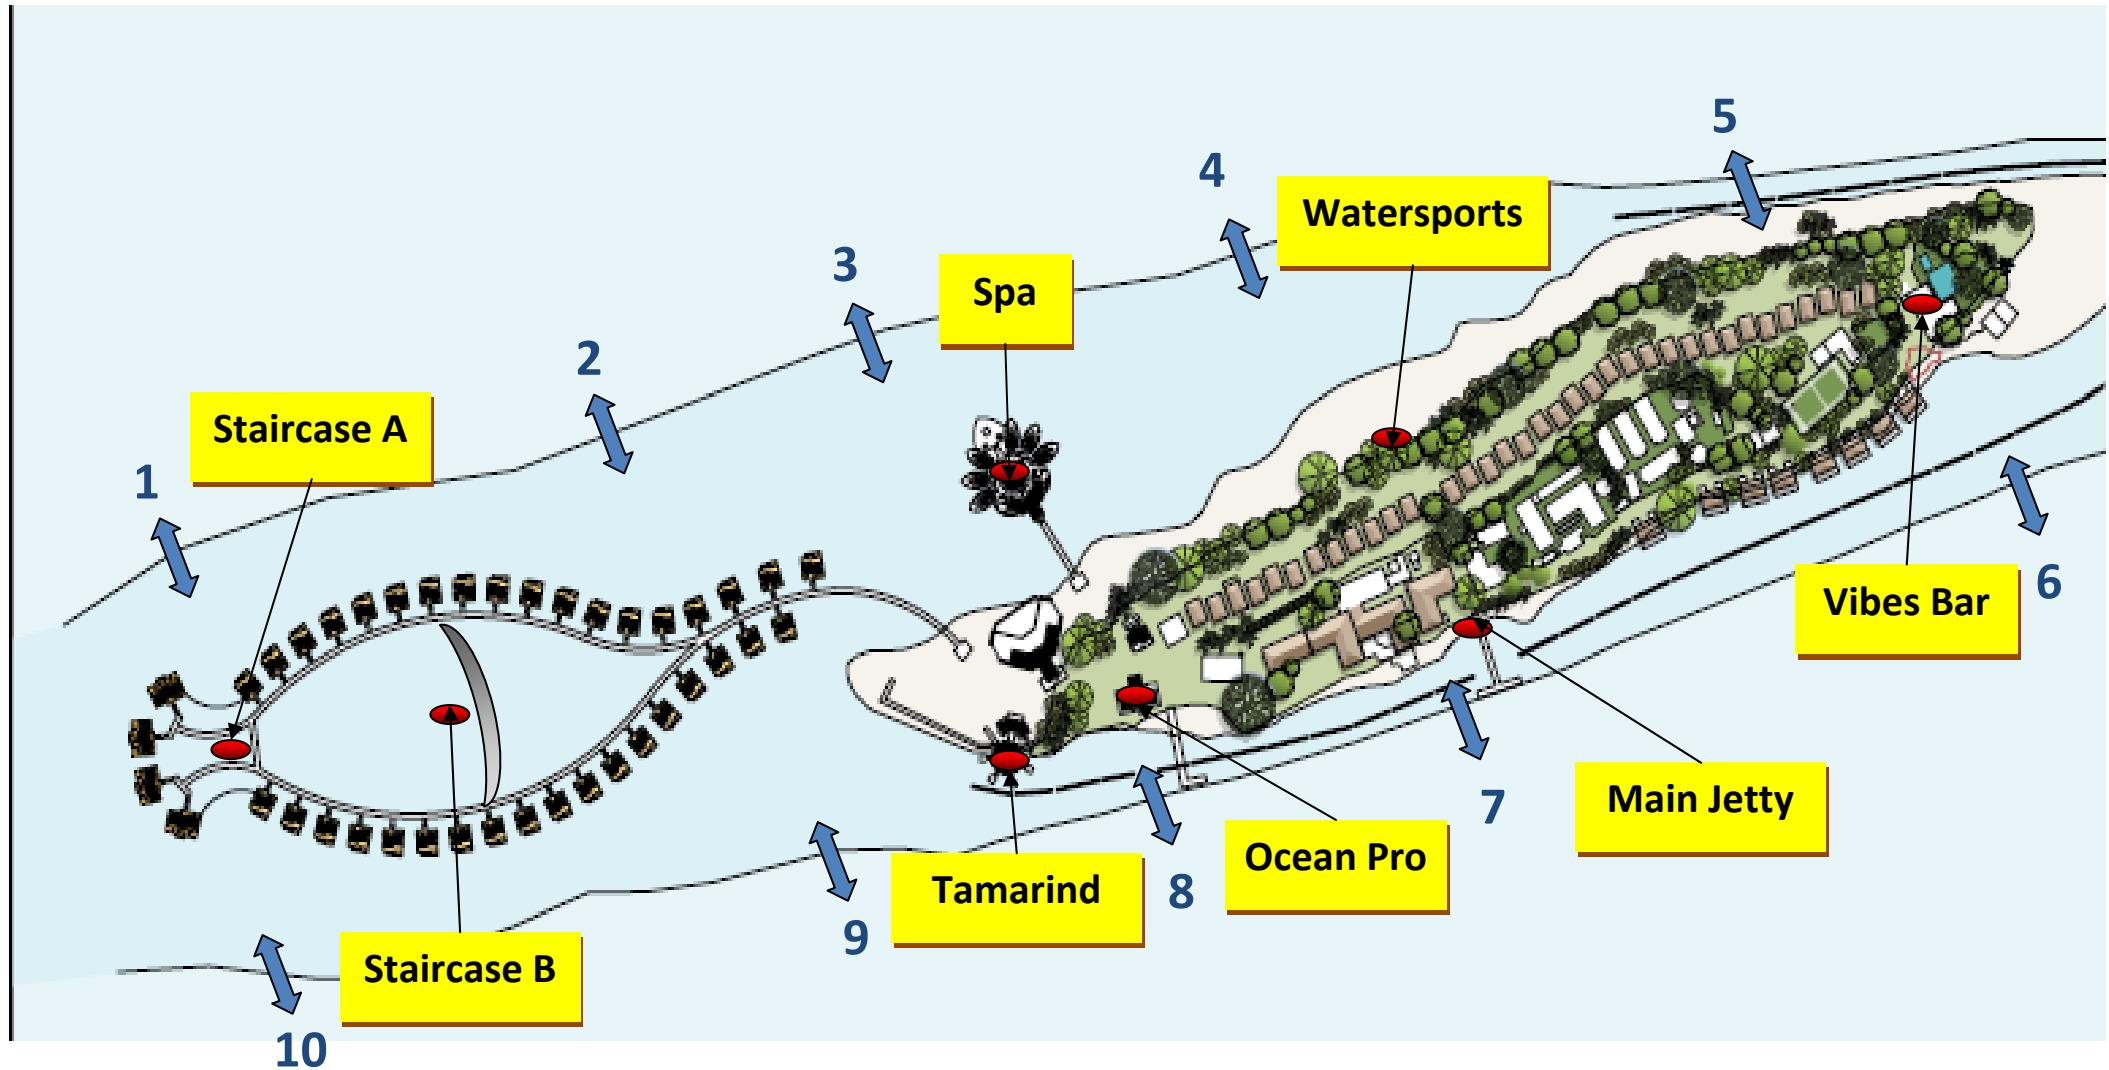 5
4
Watersports
3
Spa
2
Staircase A
1
Vibes Bar
6
7
Main Jetty
Ocean Pro
8
Tamarind
9
Staircase B
10